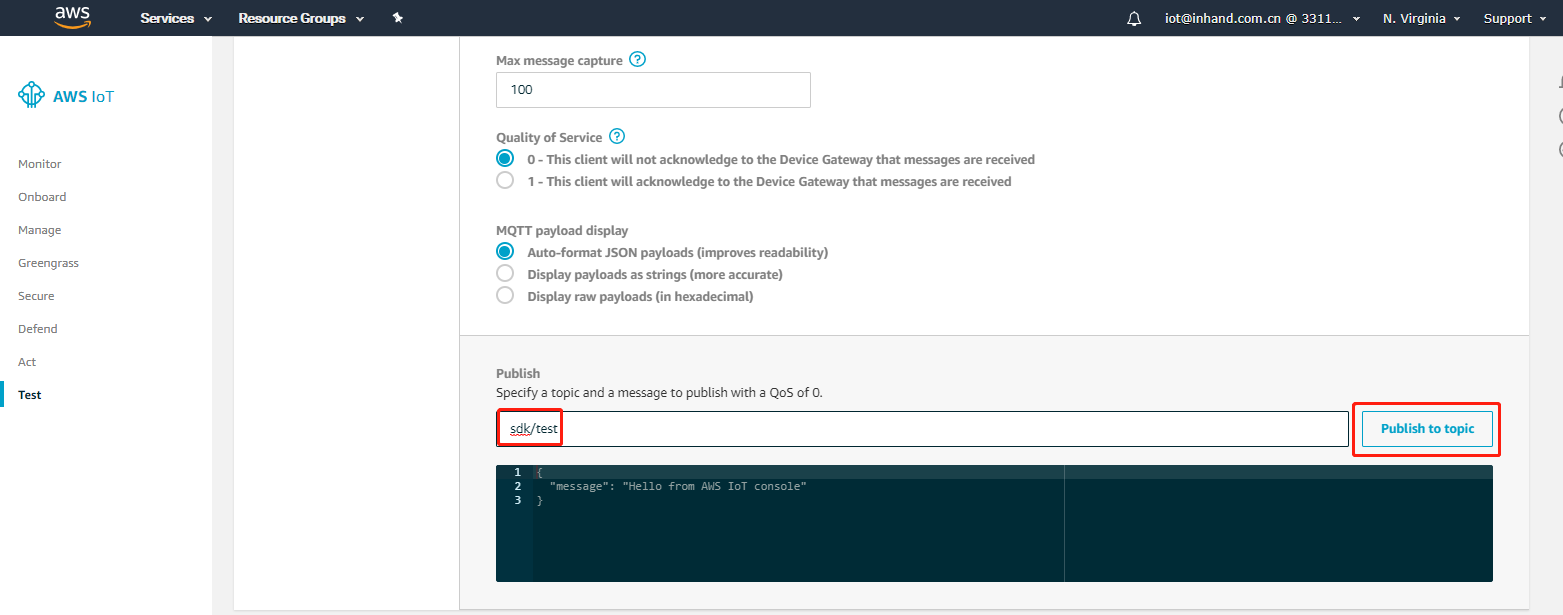 aws Services Resource Groups iot@inhand.com.cn @ 3311... N. Virginia Support
AWS IoT
Monitor
Onboard
Manage
Greengrass
Secure
Defend
Act
Test
Max message capture ?
100
Quality of Service ?
0 - This client will not acknowledge to the Device Gateway that messages are received
1 - This client will acknowledge to the Device Gateway that messages are received
MQTT payload display
Auto-format JSON payloads (improves readability)
Display payloads as strings (more accurate)
Display raw payloads (in hexadecimal)
Publish
Specify a topic and a message to publish with a QoS of 0.
sdk/test Publish to topic
1 {
2 "message": "Hello from AWS IoT console"
3 }